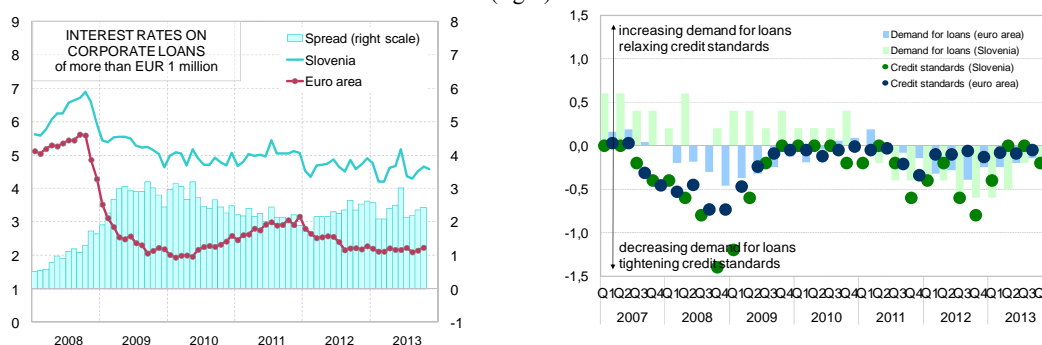 INTEREST RATES ON
CORPORATE LOANS
of more than EUR 1 million
Spread (right scale)
Slovenia
Euro area
9
8
7
6
5
4
3
2
1
0
8
7
6
5
4
3
2
1
0
-1
2008 2009 2010 2011 2012 2013
increasing demand for loans
relaxing credit standards
Demand for loans (euro area)
Demand for loans (Slovenia)
Credit standards (Slovenia)
Credit standards (euro area)
1,5
1,0
0,5
0,0
-0,5
-1,0
-1,5
decreasing demand for loans
tightening credit standards
Q1Q2Q3Q4Q1Q2Q3Q4Q1Q2Q3Q4Q1Q2Q3Q4Q1Q2Q3Q4Q1Q2Q3Q4Q1Q2Q3Q
2007 2008 2009 2010 2011 2012 2013